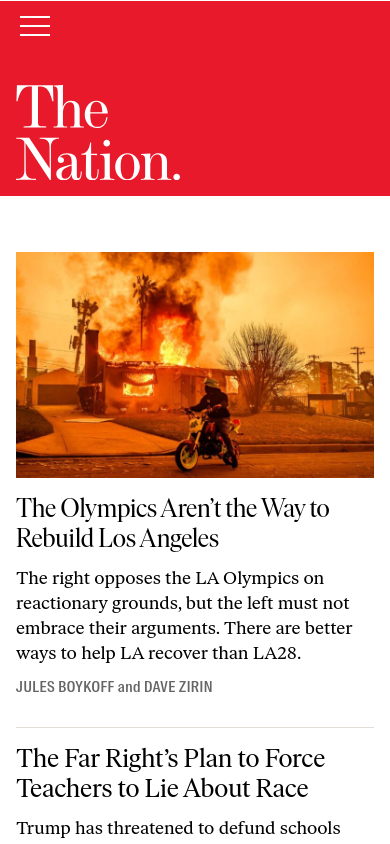 The
Nation.
The Olympics Aren’t the Way to
Rebuild Los Angeles
The right opposes the LA Olympics on
reactionary grounds, but the left must not
embrace their arguments. There are better
ways to help LA recover than LA28.
JULES BOYKOFF and DAVE ZIRIN
The Far Right’s Plan to Force
Teachers to Lie About Race
Trump has threatened to defund schools